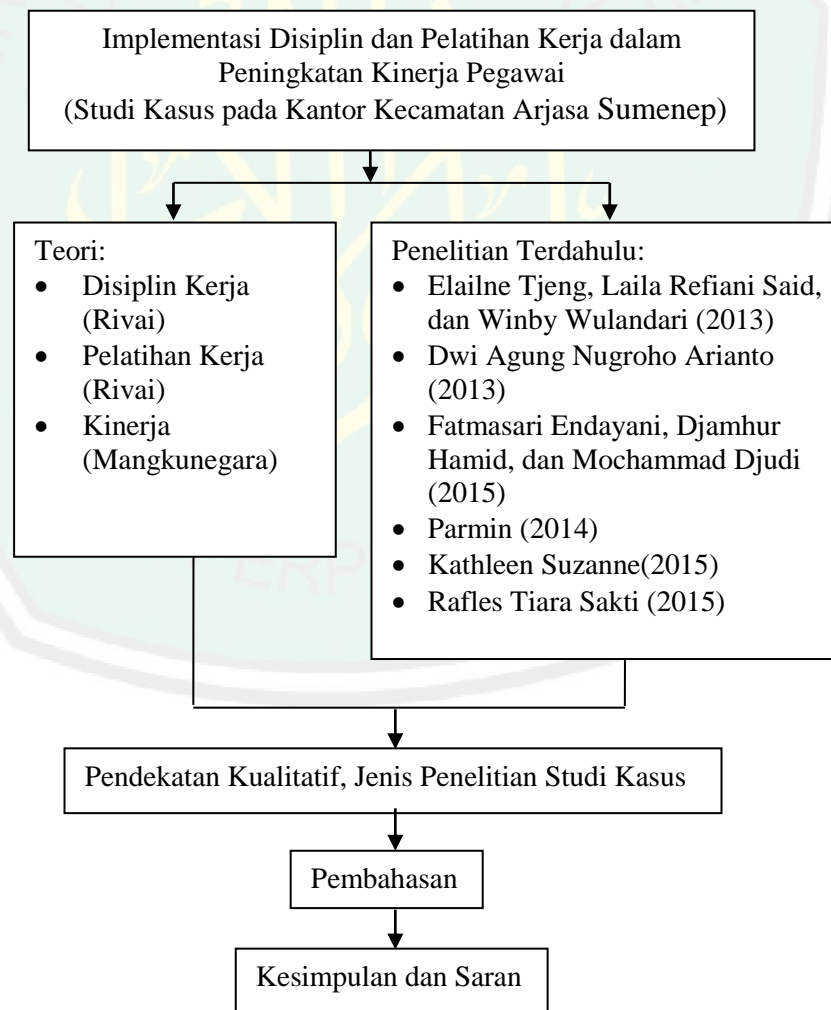 Implementasi Disiplin dan Pelatihan Kerja dalam
Peningkatan Kinerja Pegawai
(Studi Kasus pada Kantor Kecamatan Arjasa Sumenep)
Teori:
• Disiplin Kerja
(Rivai)
• Pelatihan Kerja
(Rivai)
• Kinerja
(Mangkunegara)
Penelitian Terdahulu:
• Elailne Tjeng, Laila Refiani Said,
dan Winby Wulandari (2013)
• Dwi Agung Nugroho Arianto
(2013)
• Fatmasari Endayani, Djamhur
Hamid, dan Mochammad Djudi
(2015)
• Parmin (2014)
• Kathleen Suzanne(2015)
• Rafles Tiara Sakti (2015)
Pendekatan Kualitatif, Jenis Penelitian Studi Kasus
Pembahasan
Kesimpulan dan Saran